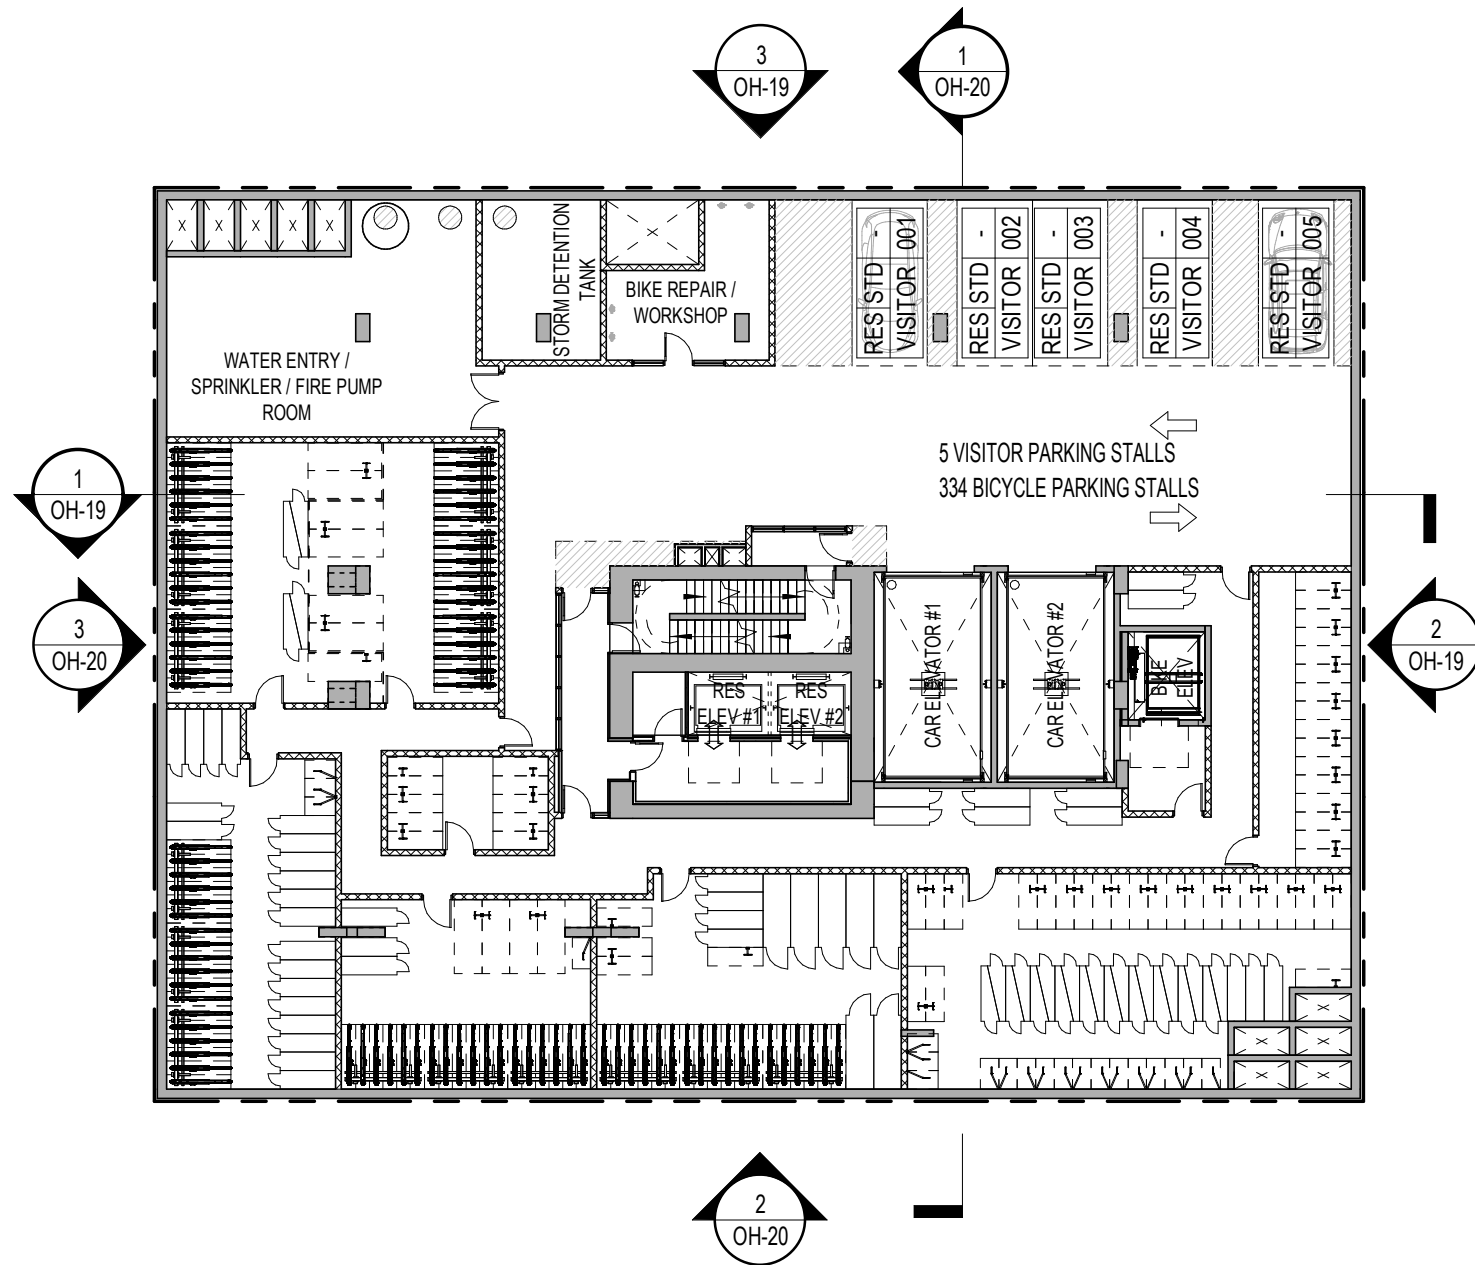 3
OH-19
1
OH-20
STORM DETENTION
TANK
BIKE REPAIR /
WORKSHOP
RES STD -
VISITOR 001
RES STD -
VISITOR 002
RES STD -
VISITOR 003
RES STD -
VISITOR 004
RES STD -
VISITOR 005
WATER ENTRY /
SPRINKLER / FIRE PUMP
ROOM
5 VISITOR PARKING STALLS
334 BICYCLE PARKING STALLS
1
OH-19
3
OH-20
2
OH-19
CAR ELEVATOR #1
CAR ELEVATOR #2
BIKE
ELEV
RES
ELEV #1
RES
ELEV #2
2
OH-20